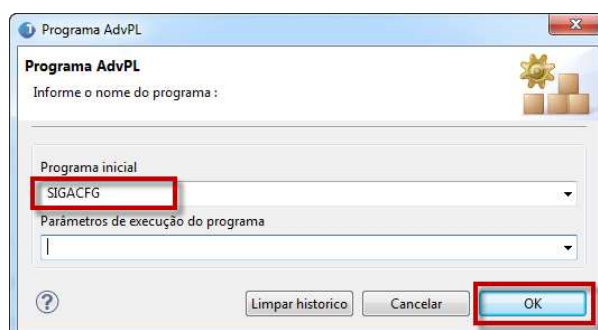 Programa AdvPL
Programa AdvPL
Informe o nome do programa :
Programa inicial
SIGACFG
Parâmetros de execução do programa
Limpar historico Cancelar OK